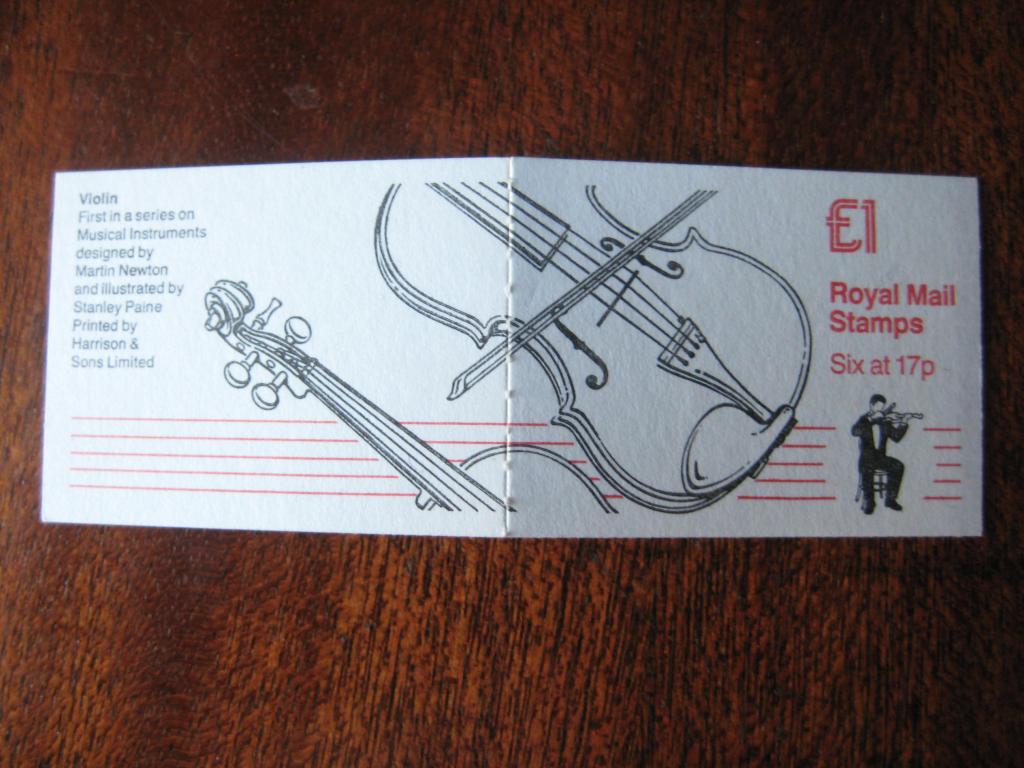 Violin
First in a series on
Musical Instruments
designed by
Martin Newton
and illustrated by
Stanley Paine
Printed by
Harrison &
Sons Limited
£1
Royal Mail
Stamps
Six at 17p